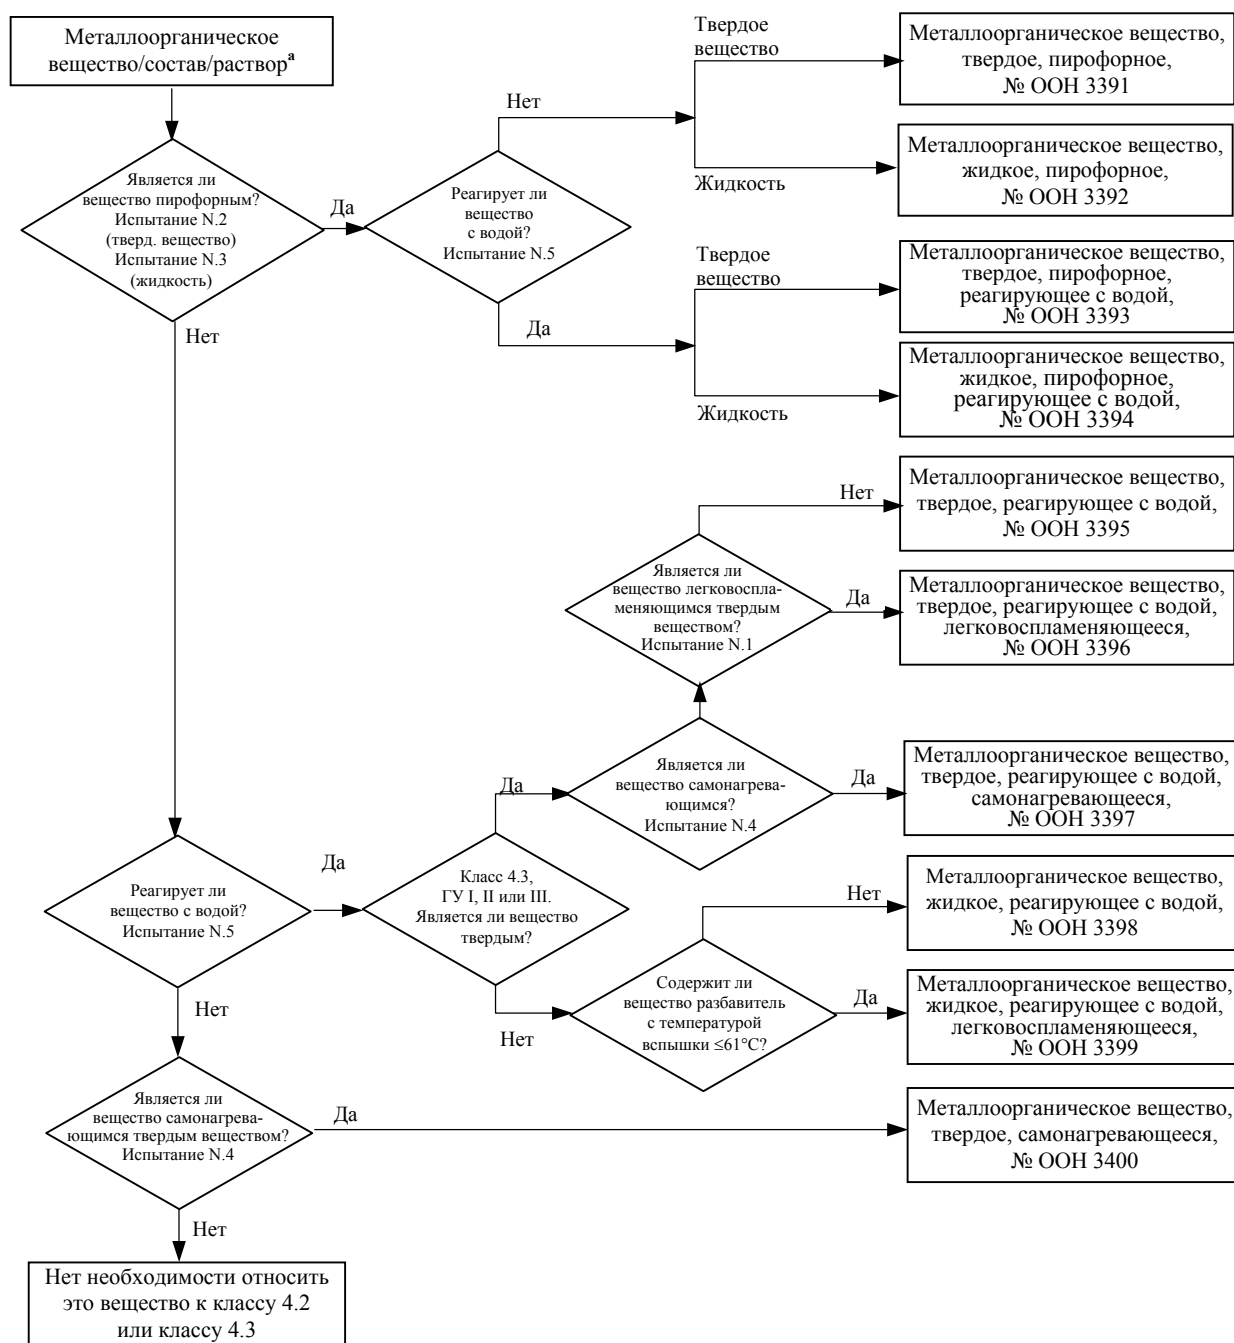 Металлоорганическое
вещество/состав/растворᵃ
Твердое
вещество
Металлоорганическое вещество,
твердое, пирофорное,
№ ООН 3391
Нет
Является ли
вещество пирофорным?
Испытание N.2
(тверд. вещество)
Испытание N.3
(жидкость)
Да
Реагирует ли
вещество
с водой?
Испытание N.5
Жидкость
Металлоорганическое вещество,
жидкое, пирофорное,
№ ООН 3392
Твердое
вещество
Металлоорганическое вещество,
твердое, пирофорное,
реагирующее с водой,
№ ООН 3393
Нет
Да
Жидкость
Металлоорганическое вещество,
жидкое, пирофорное,
реагирующее с водой,
№ ООН 3394
Нет
Металлоорганическое вещество,
твердое, реагирующее с водой,
№ ООН 3395
Является ли
вещество легковоспла-
меняющимся твердым
веществом?
Испытание N.1
Да
Металлоорганическое вещество,
твердое, реагирующее с водой,
легковоспламеняющееся,
№ ООН 3396
Да
Является ли
вещество самонагрева-
ющимся?
Испытание N.4
Да
Металлоорганическое вещество,
твердое, реагирующее с водой,
самонагревающееся,
№ ООН 3397
Реагирует ли
вещество с водой?
Испытание N.5
Да
Класс 4.3,
ГУ I, II или III.
Является ли вещество
твердым?
Нет
Металлоорганическое вещество,
жидкое, реагирующее с водой,
№ ООН 3398
Нет
Нет
Содержит ли
вещество разбавитель
с температурой
вспышки ≤61°C?
Да
Металлоорганическое вещество,
жидкое, реагирующее с водой,
легковоспламеняющееся,
№ ООН 3399
Является ли
вещество самонагрева-
ющимся твердым веществом?
Испытание N.4
Да
Металлоорганическое вещество,
твердое, самонагревающееся,
№ ООН 3400
Нет
Нет необходимости относить
это вещество к классу 4.2
или классу 4.3